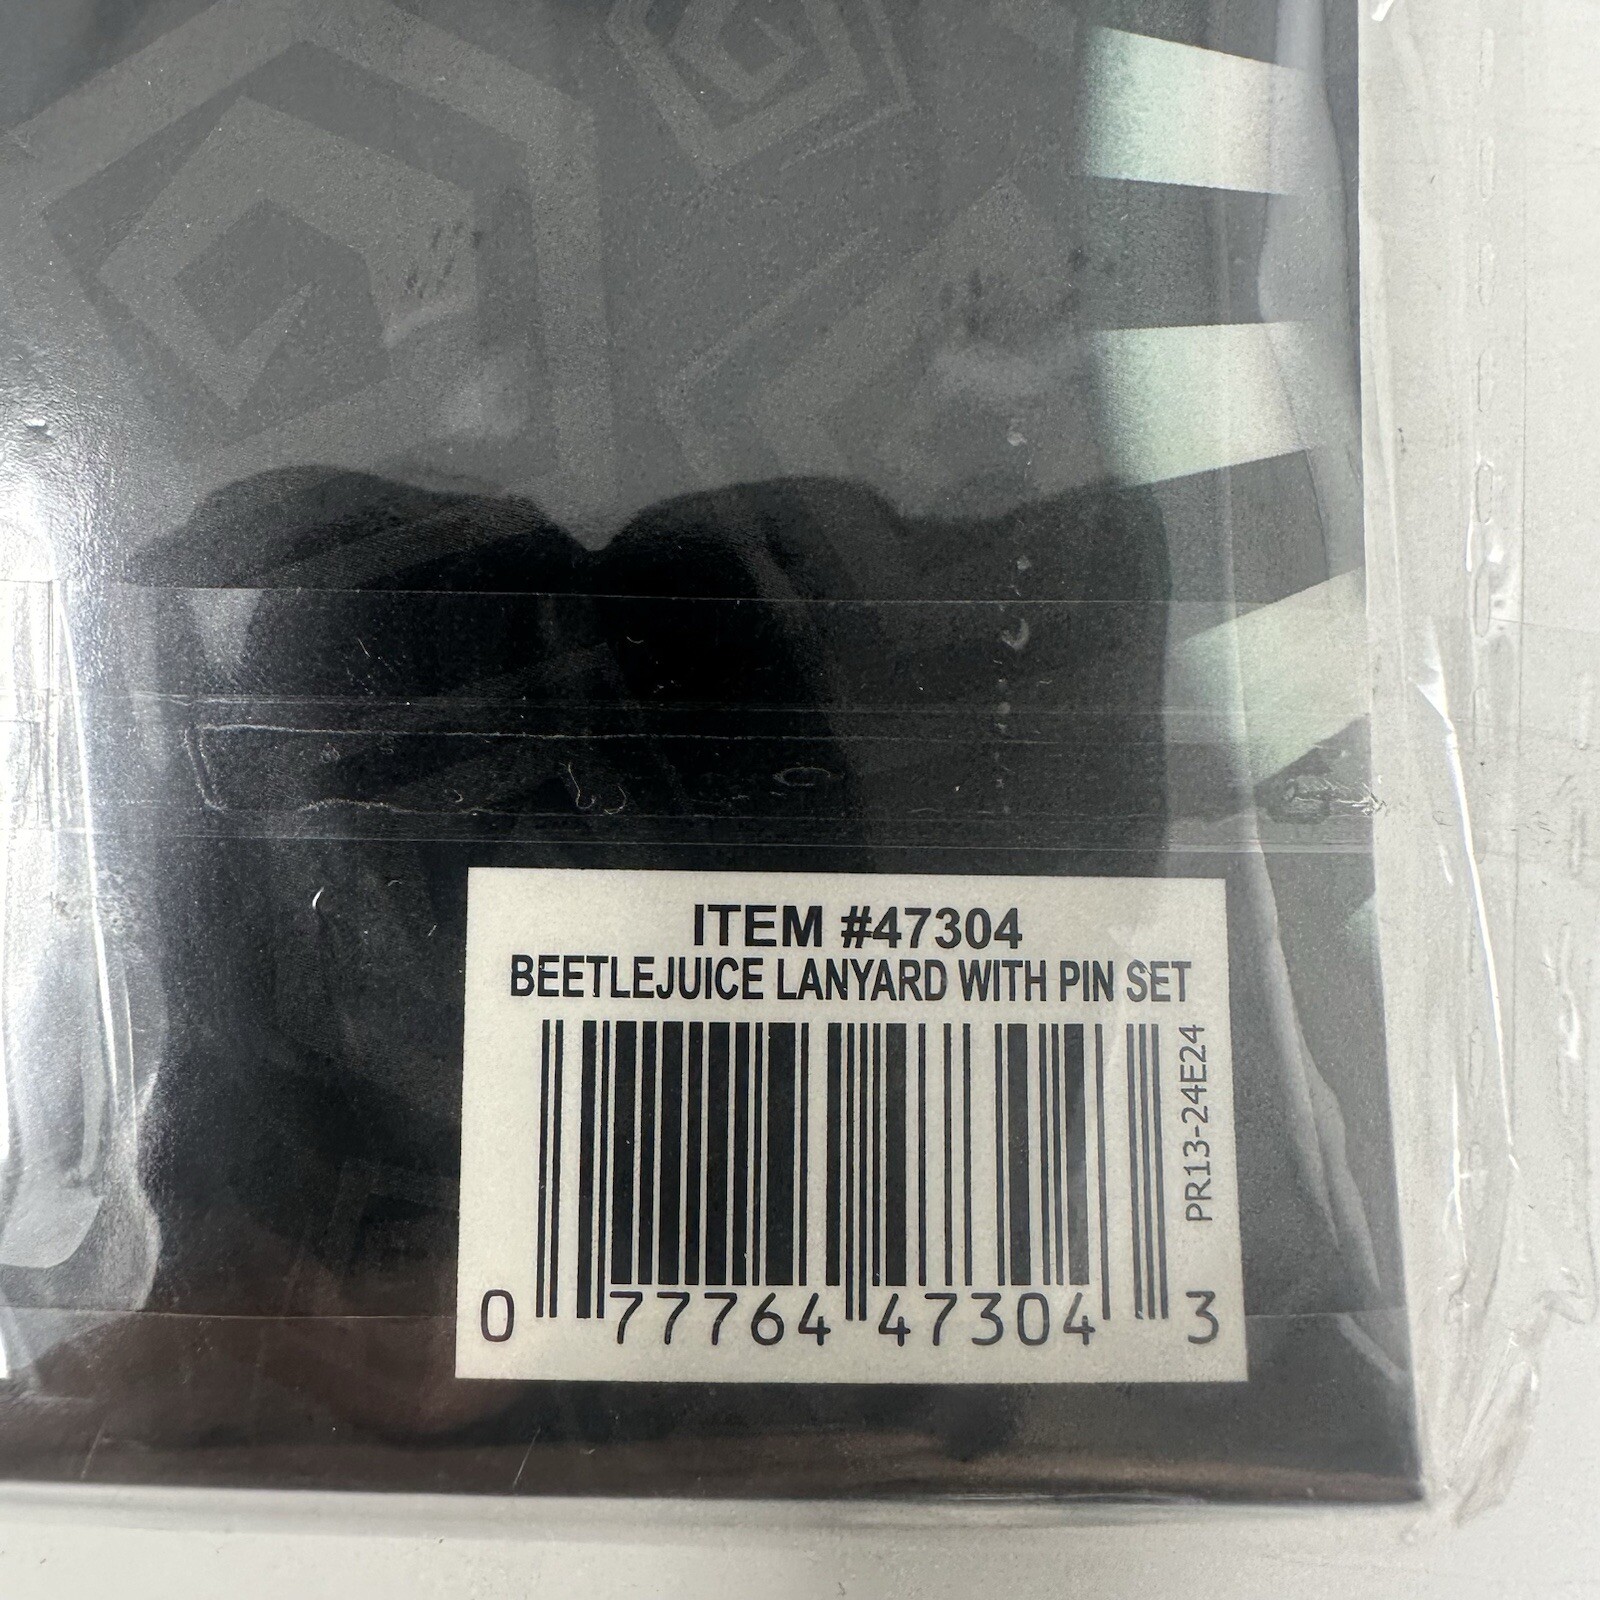 ITEM #47304
BEETLEJUICE LANYARD WITH PIN SET
PR13-24E24
0 77764 47304 3